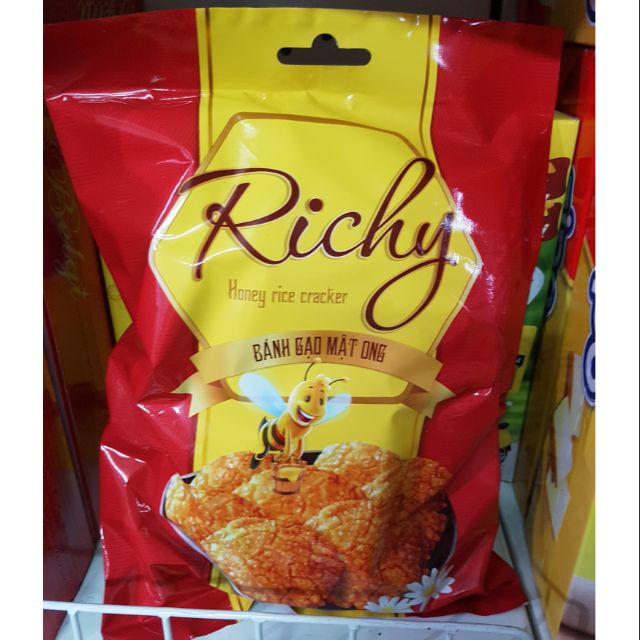 Richy
Honey rice cracker
BÁNH GẠO MẬT ONG